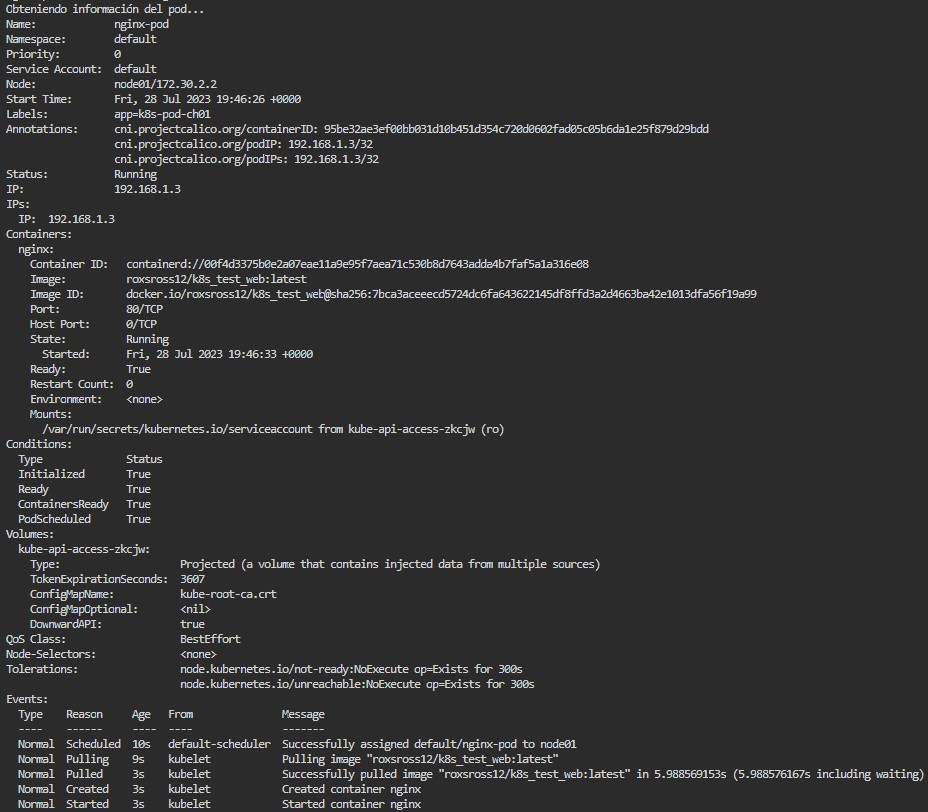 Obteniendo información del pod...
Name:             nginx-pod
Namespace:        default
Priority:         0
Service Account:  default
Node:             node01/172.30.2.2
Start Time:       Fri, 28 Jul 2023 19:46:26 +0000
Labels:           app=k8s-pod-ch01
Annotations:      cni.projectcalico.org/containerID: 95be32ae3ef00bb031d10b451d354c720d0602fad05c05b6da1e25f879d29bdd
                  cni.projectcalico.org/podIP: 192.168.1.3/32
                  cni.projectcalico.org/podIPs: 192.168.1.3/32
Status:           Running
IP:               192.168.1.3
IPs:
  IP:  192.168.1.3
Containers:
  nginx:
    Container ID:   containerd://00f4d3375b0e2a07eae11a9e95f7aea71c530b8d7643adda4b7faf5a1a316e08
    Image:          roxsross12/k8s_test_web:latest
    Image ID:       docker.io/roxsross12/k8s_test_web@sha256:7bca3aceeecd5724dc6fa643622145df8ffd3a2d4663ba42e1013dfa56f19a99
    Port:           80/TCP
    Host Port:      0/TCP
    State:          Running
      Started:      Fri, 28 Jul 2023 19:46:33 +0000
    Ready:          True
    Restart Count:  0
    Environment:    <none>
    Mounts:
      /var/run/secrets/kubernetes.io/serviceaccount from kube-api-access-zkcjw (ro)
Conditions:
  Type              Status
  Initialized       True
  Ready             True
  ContainersReady   True
  PodScheduled      True
Volumes:
  kube-api-access-zkcjw:
    Type:                    Projected (a volume that contains injected data from multiple sources)
    TokenExpirationSeconds:  3607
    ConfigMapName:           kube-root-ca.crt
    ConfigMapOptional:       <nil>
    DownwardAPI:             true
QoS Class:                   BestEffort
Node-Selectors:              <none>
Tolerations:                 node.kubernetes.io/not-ready:NoExecute op=Exists for 300s
                             node.kubernetes.io/unreachable:NoExecute op=Exists for 300s
Events:
  Type    Reason     Age   From               Message
  ----    ------     ----  ----               -------
  Normal  Scheduled  10s   default-scheduler  Successfully assigned default/nginx-pod to node01
  Normal  Pulling    9s    kubelet            Pulling image "roxsross12/k8s_test_web:latest"
  Normal  Pulled     3s    kubelet            Successfully pulled image "roxsross12/k8s_test_web:latest" in 5.988569153s (5.988576167s including waiting)
  Normal  Created    3s    kubelet            Created container nginx
  Normal  Started    3s    kubelet            Started container nginx